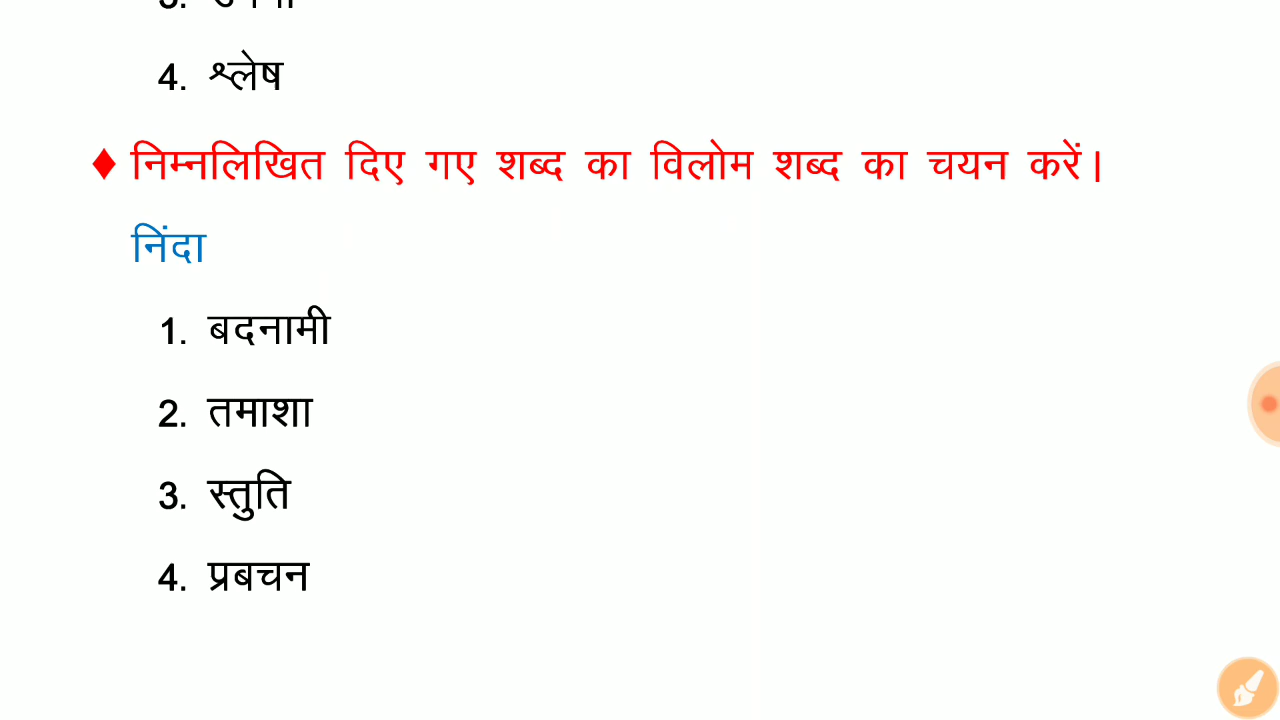 4. श्लेष
♦ निम्नलिखित दिए गए शब्द का विलोम शब्द का चयन करें।
निंदा
1. बदनामी
2. तमाशा
3. स्तुति
4. प्रबचन